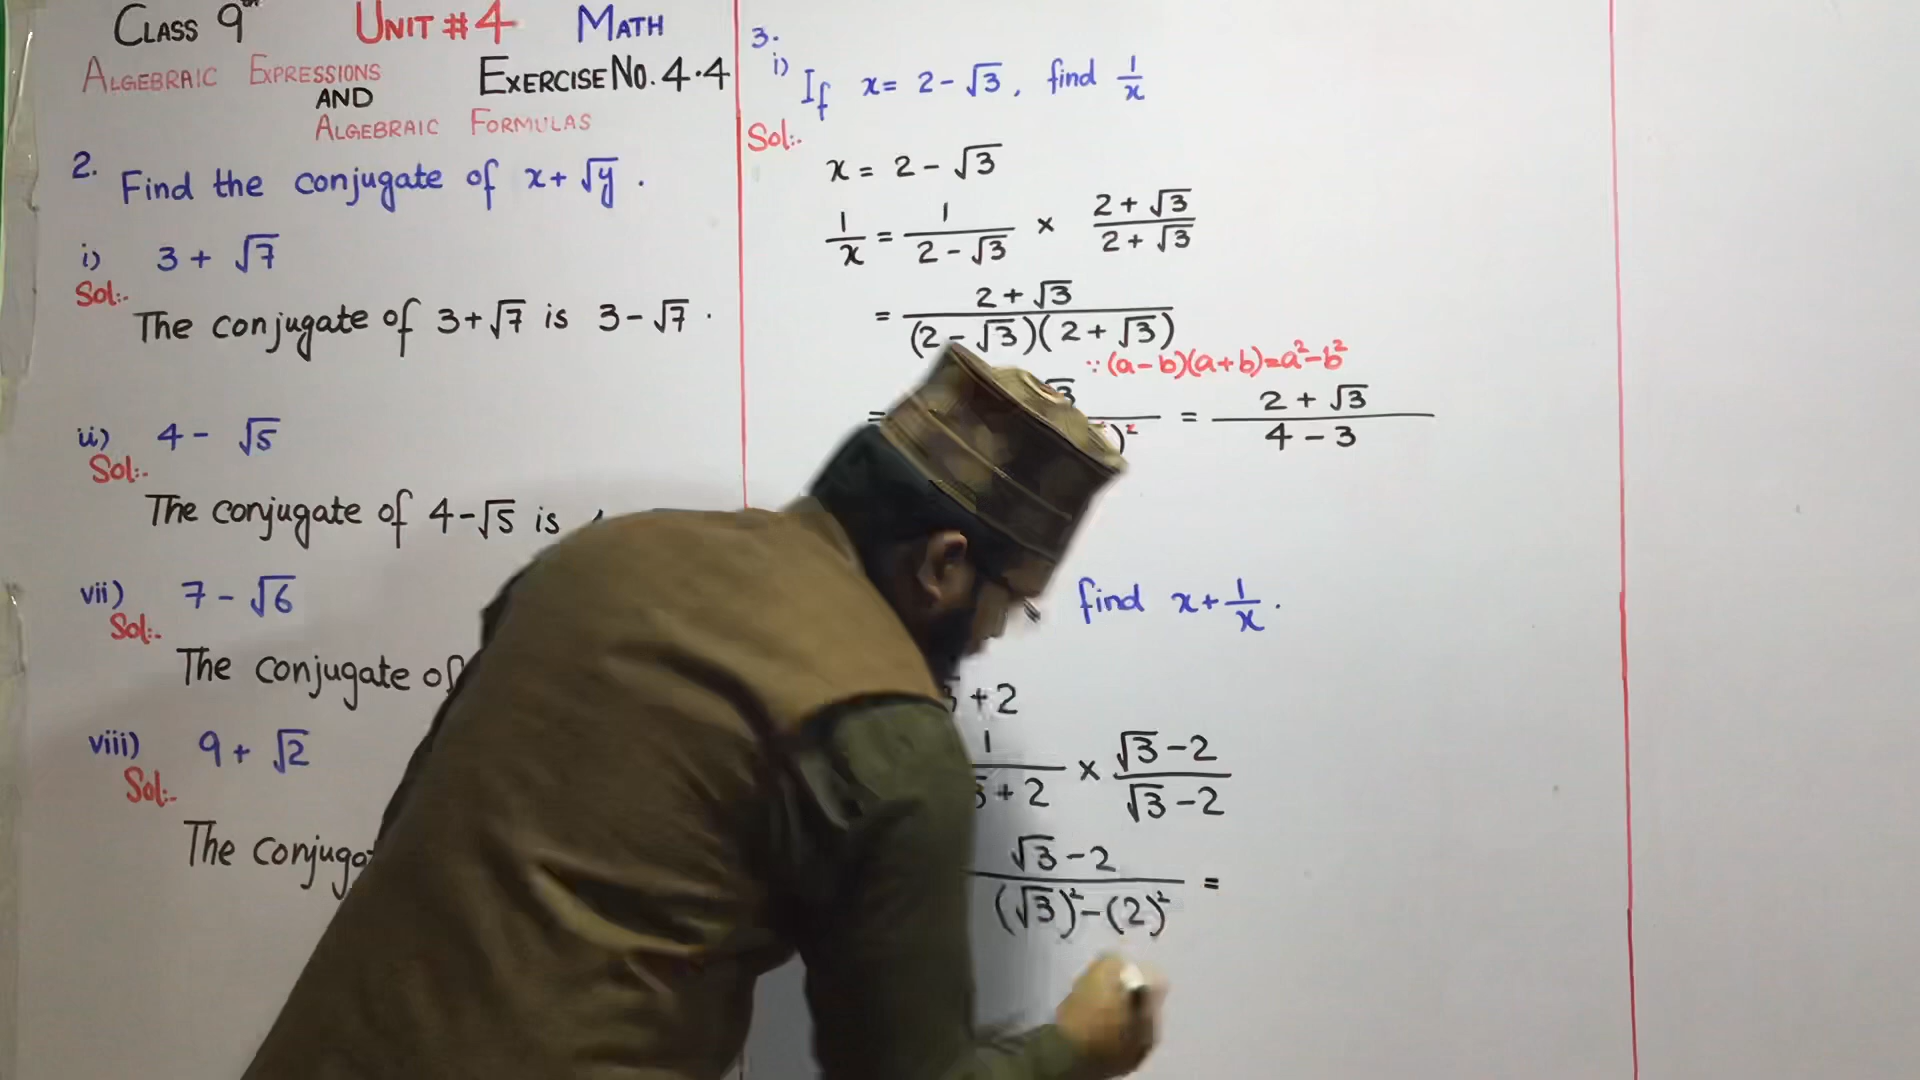 CLASS 9th UNIT # 4 MATH
ALGEBRAIC EXPRESSIONS EXERCISE NO. 4.4
AND
ALGEBRAIC FORMULAS
2. Find the conjugate of x+√y .
i) 3 + √7
Sol:-
The conjugate of 3+√7 is 3-√7 .
ii) 4 - √5
Sol:-
The conjugate of 4-√5 is
vii) 7 - √6
Sol:-
The conjugate of
viii) 9 + √2
Sol:-
The
3.
i) If x = 2 - √3, find 1/x
Sol:-
x = 2 - √3
1/x = 1/(2 - √3) × (2 + √3)/(2 + √3)
= (2 + √3)/((2 - √3)(2 + √3))
∵ (a-b)(a+b)=a²-b²
= = (2 + √3)/(4 - 3)
find x + 1/x .
+ 2
1 / + 2 × (√3 - 2)/(√3 - 2)
(√3 - 2)/((√3)² - (2)²) =